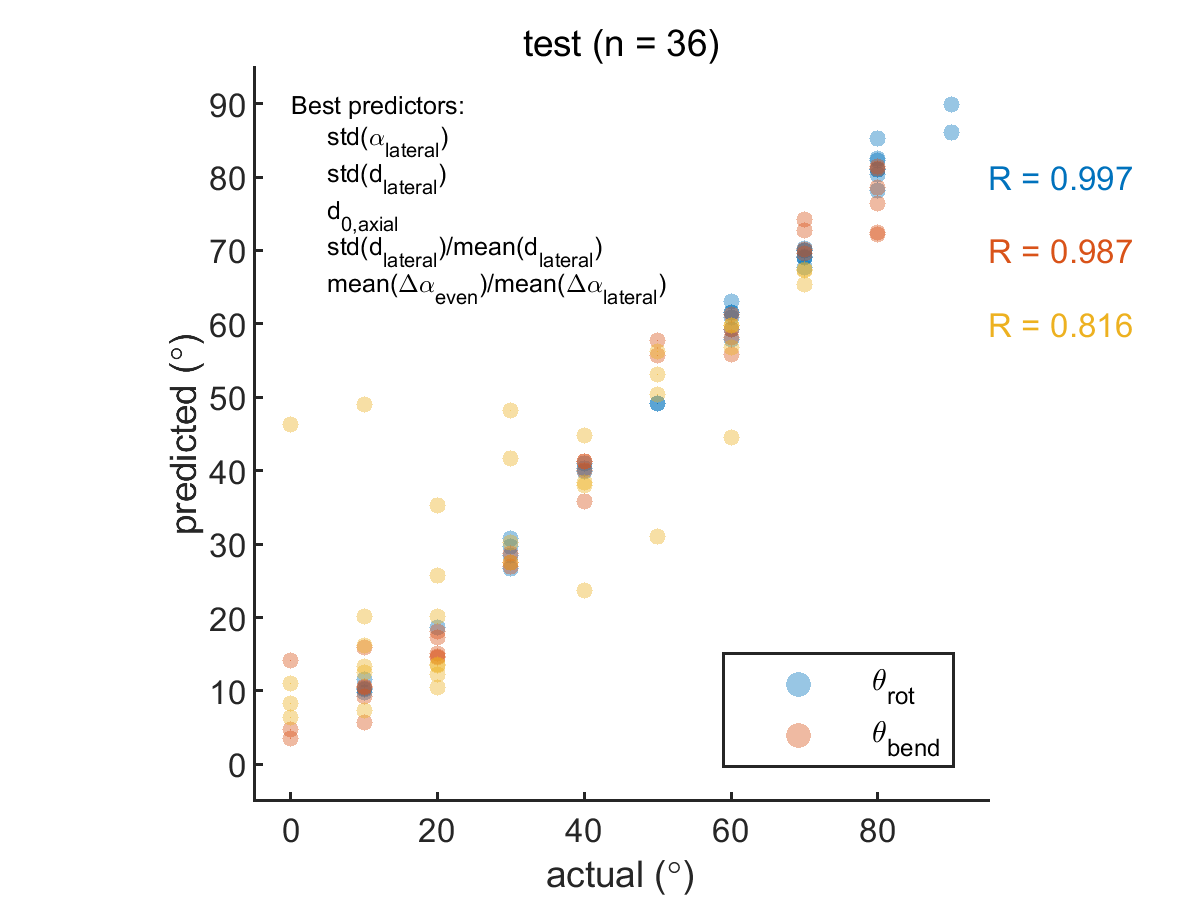 test (n = 36)
Best predictors:
std(α_lateral)
std(d_lateral)
d_0,axial
std(d_lateral)/mean(d_lateral)
mean(Δα_even)/mean(Δα_lateral)
90
80
70
60
50
40
30
20
10
0
predicted (°)
R = 0.997
R = 0.987
R = 0.816
θ_rot
θ_bend
0 20 40 60 80
actual (°)